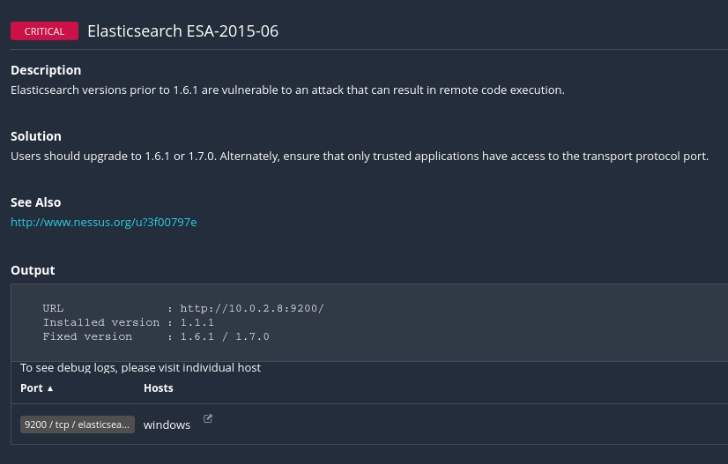 CRITICAL Elasticsearch ESA-2015-06
Description
Elasticsearch versions prior to 1.6.1 are vulnerable to an attack that can result in remote code execution.
Solution
Users should upgrade to 1.6.1 or 1.7.0. Alternately, ensure that only trusted applications have access to the transport protocol port.
See Also
http://www.nessus.org/u?3f00797e
Output
URL : http://10.0.2.8:9200/
Installed version : 1.1.1
Fixed version : 1.6.1 / 1.7.0
To see debug logs, please visit individual host
Port ▲ Hosts
9200 / tcp / elasticsea... windows